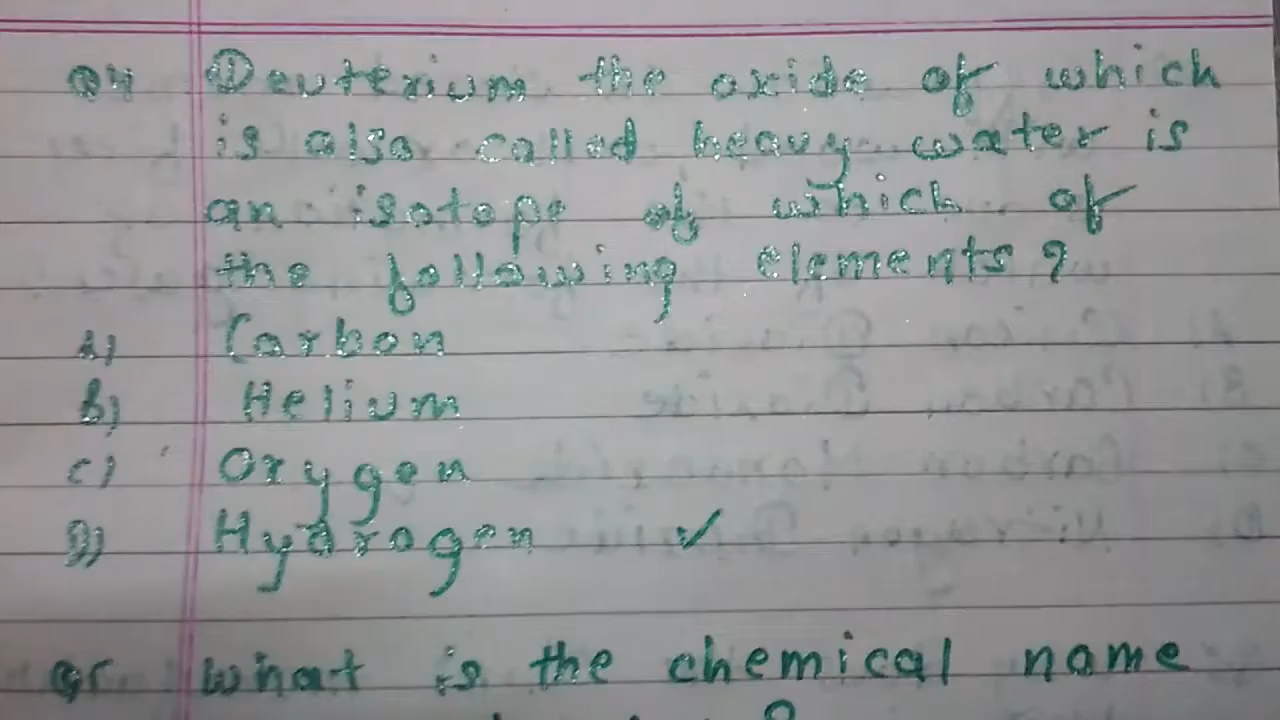 Q4 Deuterium the oxide of which
is also called heavy water is
an isotope of which of
the following elements?
A) Carbon
B) Helium
C) Oxygen
D) Hydrogen ✓
Q5 What is the chemical name